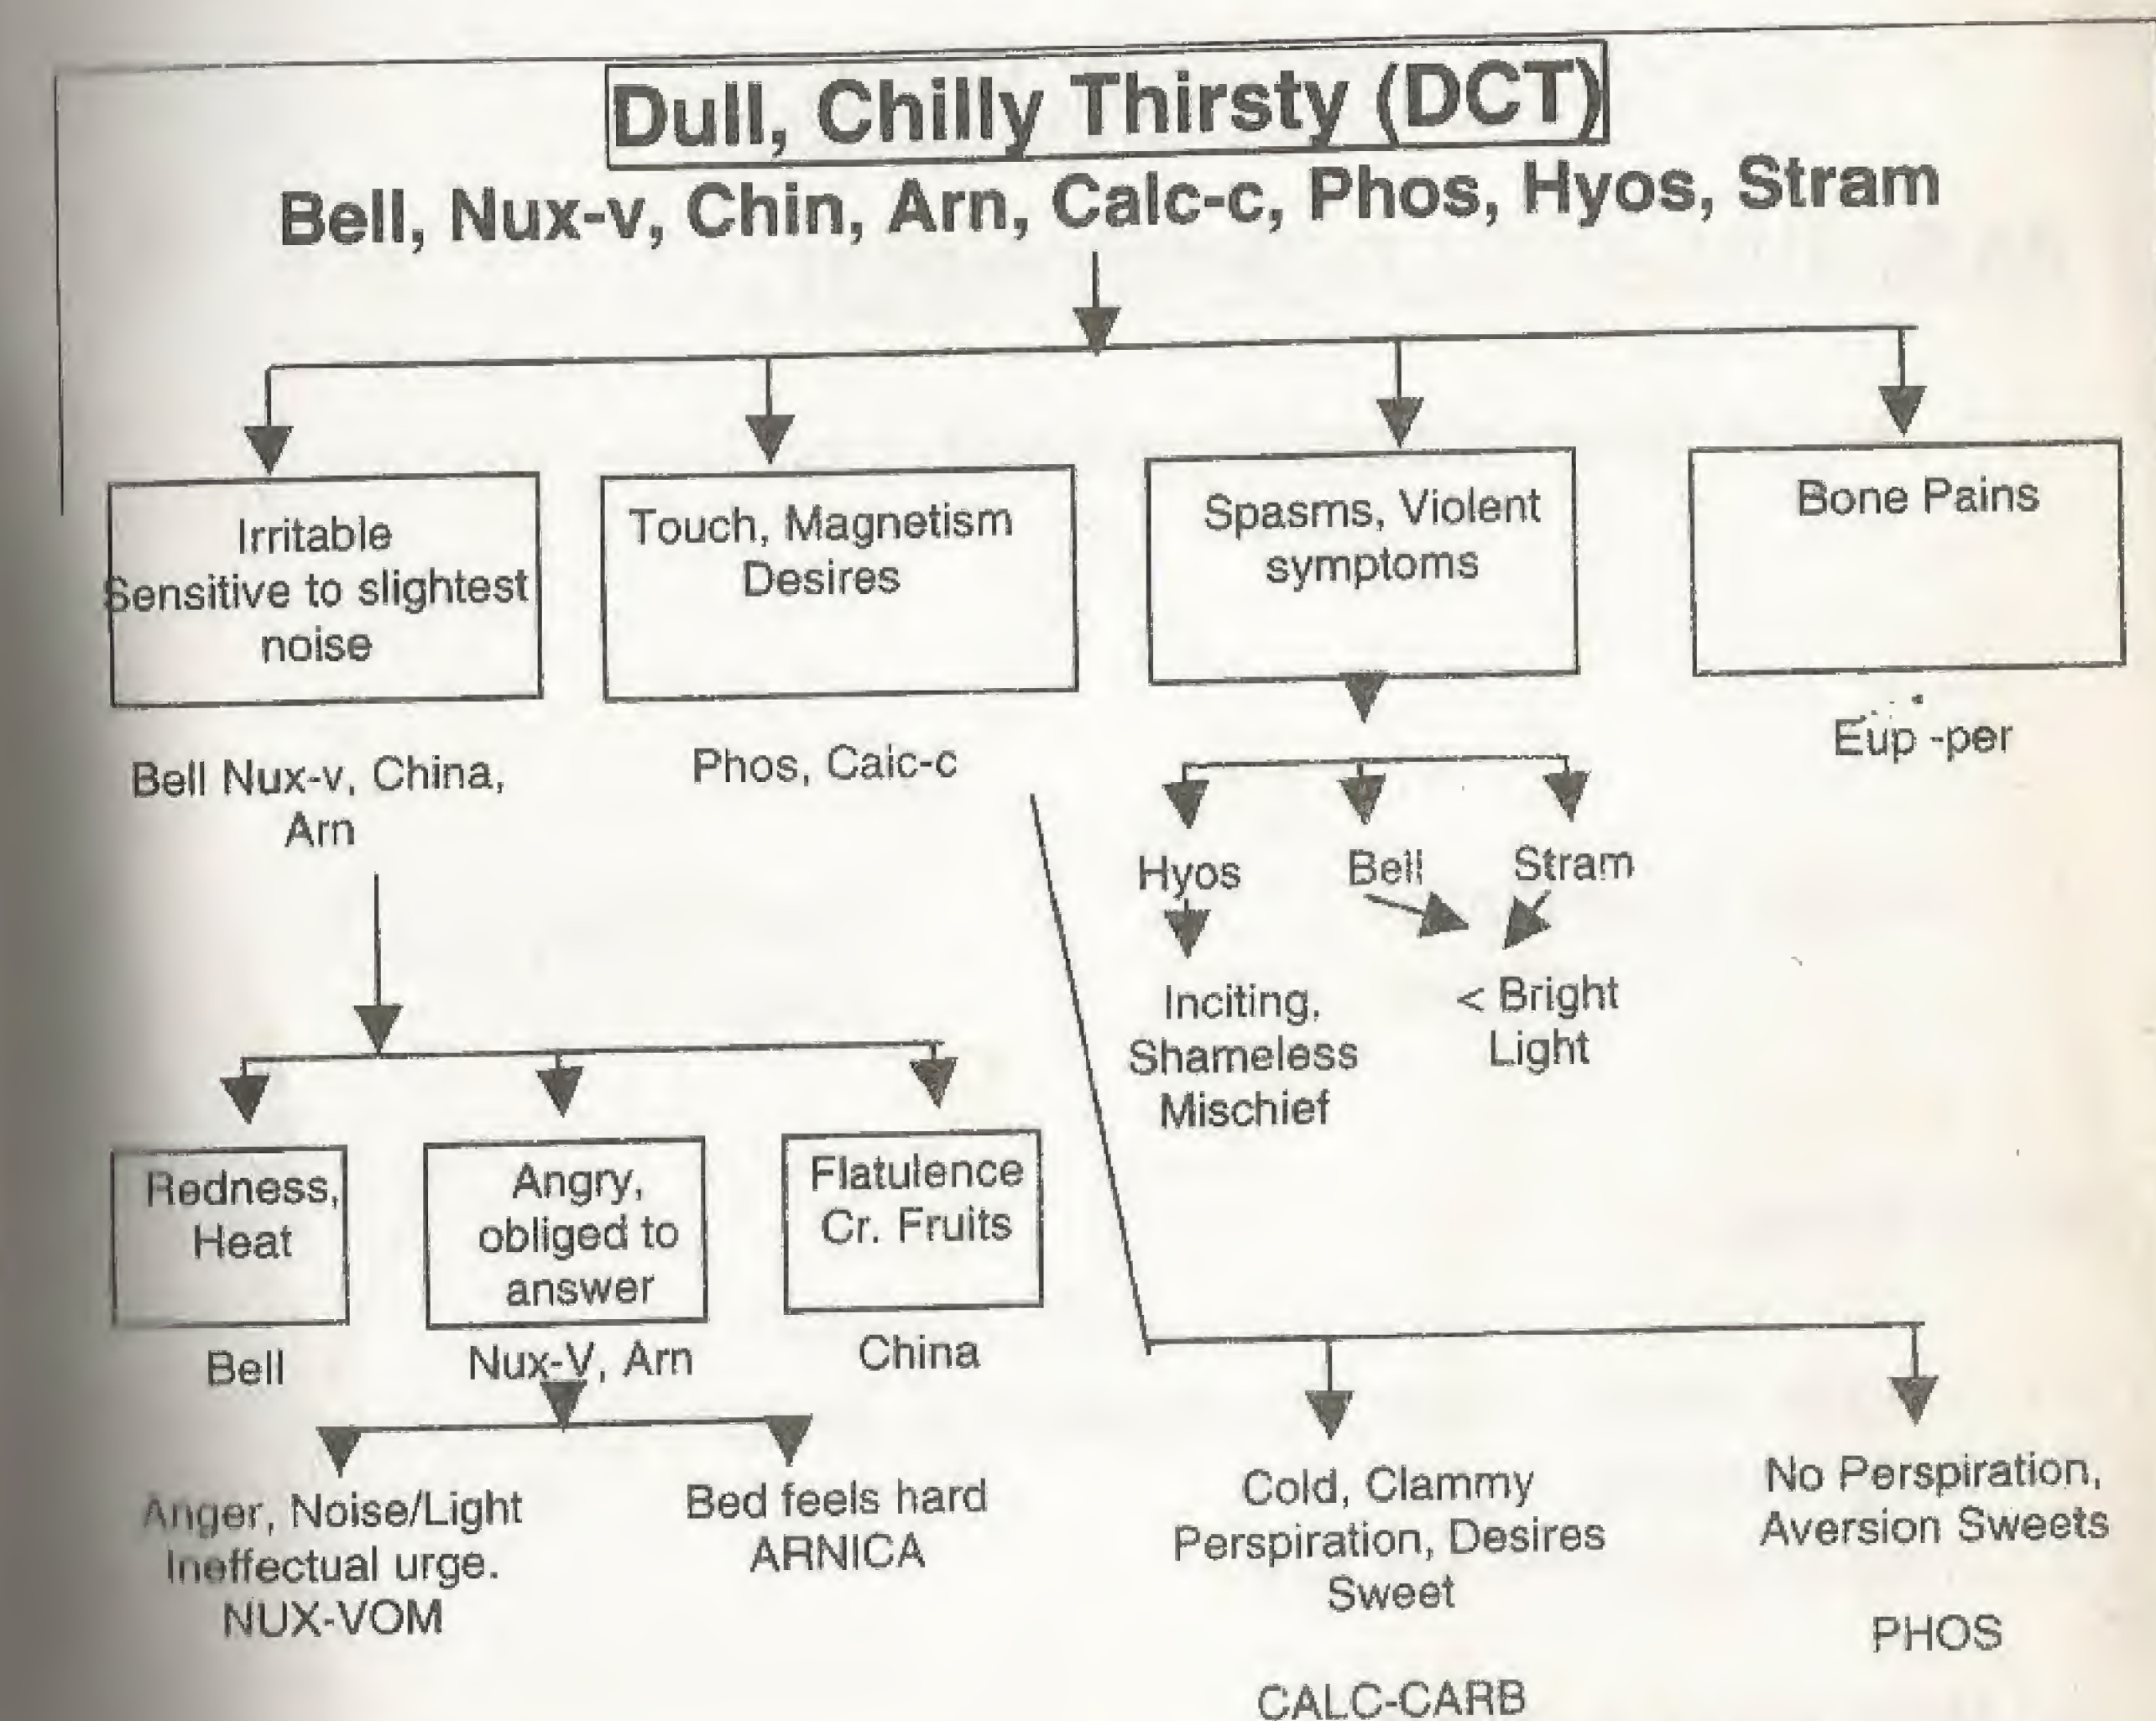 Dull, Chilly Thirsty (DCT)
Bell, Nux-v, Chin, Arn, Calc-c, Phos, Hyos, Stram
Irritable
Sensitive to slightest
noise
Bell Nux-v, China,
Arn
Touch, Magnetism
Desires
Phos, Calc-c
Spasms, Violent
symptoms
Bone Pains
Eup -per
Hyos
Bell
Stram
Inciting,
Shameless
Mischief
< Bright
Light
Redness,
Heat
Bell
Angry,
obliged to
answer
Nux-V, Arn
Flatulence
Cr. Fruits
China
Anger, Noise/Light
Ineffectual urge.
NUX-VOM
Bed feels hard
ARNICA
Cold, Clammy
Perspiration, Desires
Sweet
CALC-CARB
No Perspiration,
Aversion Sweets
PHOS